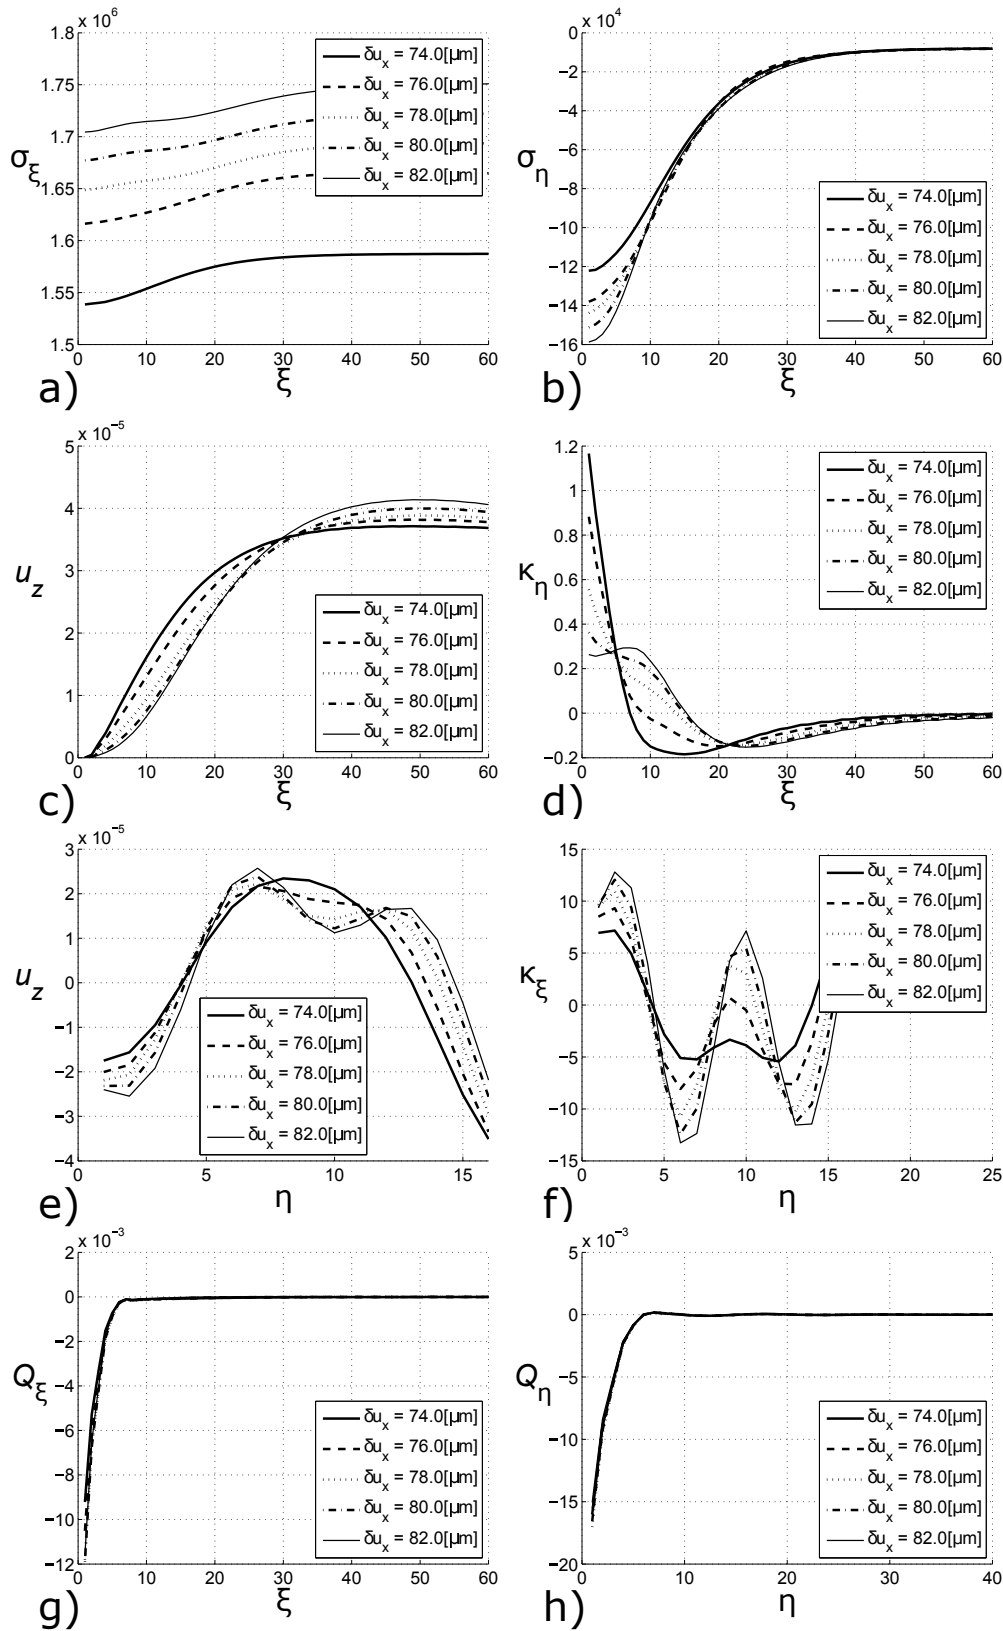 x 10⁶
1.8
1.75
1.7
1.65
1.6
1.55
1.5
σ_ξ
δu_x = 74.0[µm]
δu_x = 76.0[µm]
δu_x = 78.0[µm]
δu_x = 80.0[µm]
δu_x = 82.0[µm]
0 10 20 30 40 50 60
a) ξ
x 10⁴
0
−2
−4
−6
−8
−10
−12
−14
−16
σ_η
δu_x = 74.0[µm]
δu_x = 76.0[µm]
δu_x = 78.0[µm]
δu_x = 80.0[µm]
δu_x = 82.0[µm]
0 10 20 30 40 50 60
b) ξ
x 10⁻⁵
5
4
3
2
1
0
u_z
δu_x = 74.0[µm]
δu_x = 76.0[µm]
δu_x = 78.0[µm]
δu_x = 80.0[µm]
δu_x = 82.0[µm]
0 10 20 30 40 50 60
c) ξ
1.2
1
0.8
0.6
0.4
0.2
0
−0.2
κ_η
δu_x = 74.0[µm]
δu_x = 76.0[µm]
δu_x = 78.0[µm]
δu_x = 80.0[µm]
δu_x = 82.0[µm]
0 10 20 30 40 50 60
d) ξ
x 10⁻⁵
3
2
1
0
−1
−2
−3
−4
u_z
δu_x = 74.0[µm]
δu_x = 76.0[µm]
δu_x = 78.0[µm]
δu_x = 80.0[µm]
δu_x = 82.0[µm]
0 5 10 15
e) η
15
10
5
0
−5
−10
−15
κ_ξ
δu_x = 74.0[µm]
δu_x = 76.0[µm]
δu_x = 78.0[µm]
δu_x = 80.0[µm]
δu_x = 82.0[µm]
0 5 10 15 20 25
f) η
x 10⁻³
2
0
−2
−4
−6
−8
−10
−12
Q_ξ
δu_x = 74.0[µm]
δu_x = 76.0[µm]
δu_x = 78.0[µm]
δu_x = 80.0[µm]
δu_x = 82.0[µm]
0 10 20 30 40 50 60
g) ξ
x 10⁻³
5
0
−5
−10
−15
−20
Q_η
δu_x = 74.0[µm]
δu_x = 76.0[µm]
δu_x = 78.0[µm]
δu_x = 80.0[µm]
δu_x = 82.0[µm]
0 10 20 30 40
h) η